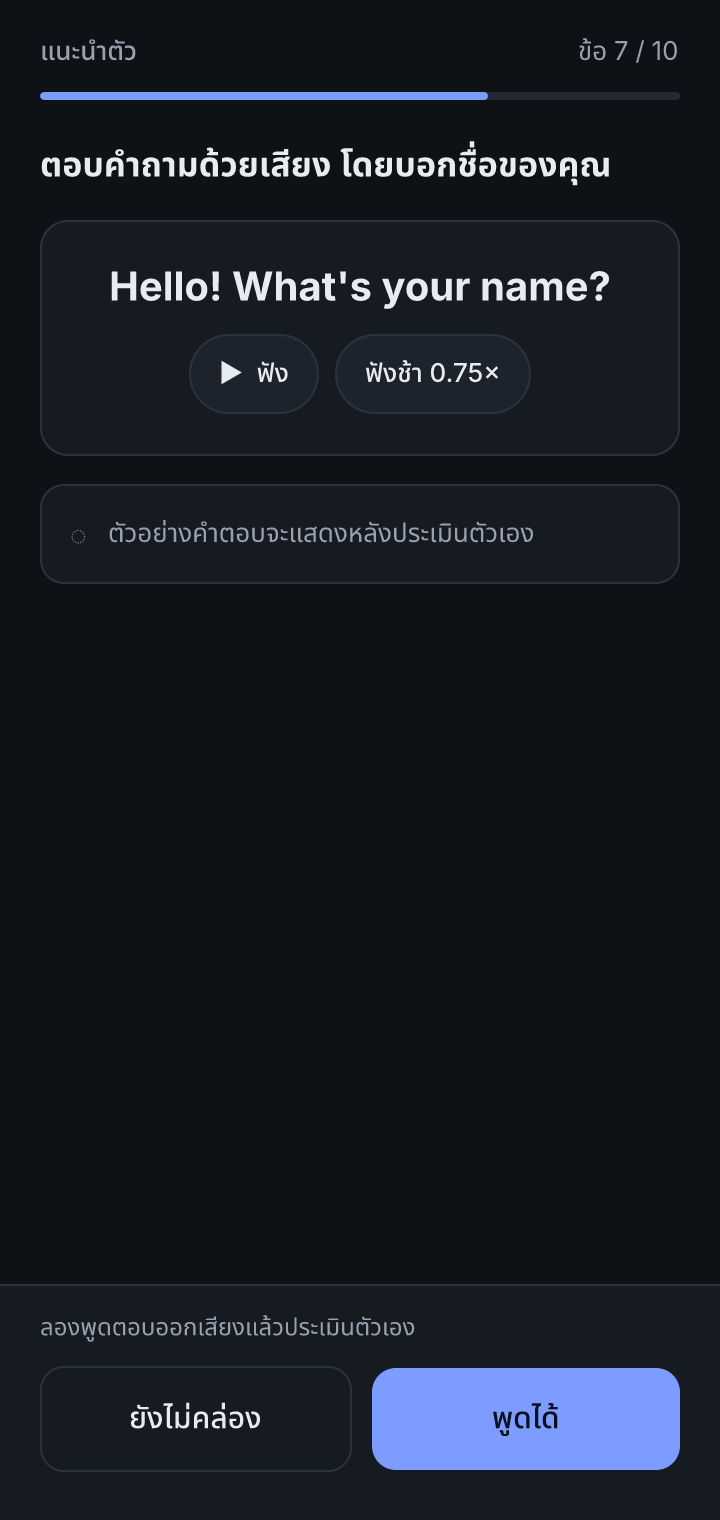 แนะนำตัว
ข้อ 7 / 10
ตอบคำถามด้วยเสียง โดยบอกชื่อของคุณ
Hello! What's your name?
▶ ฟัง
ฟังช้า 0.75×
ตัวอย่างคำตอบจะแสดงหลังประเมินตัวเอง
ลองพูดตอบออกเสียงแล้วประเมินตัวเอง
ยังไม่คล่อง
พูดได้